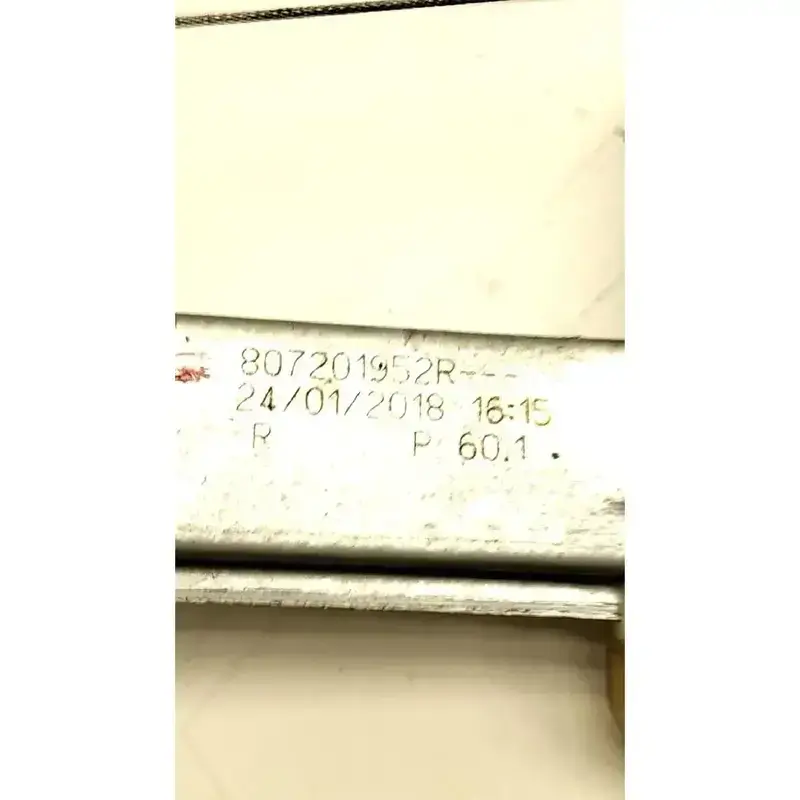 807201952R---
24/01/2018 16:15
R P 60.1 .